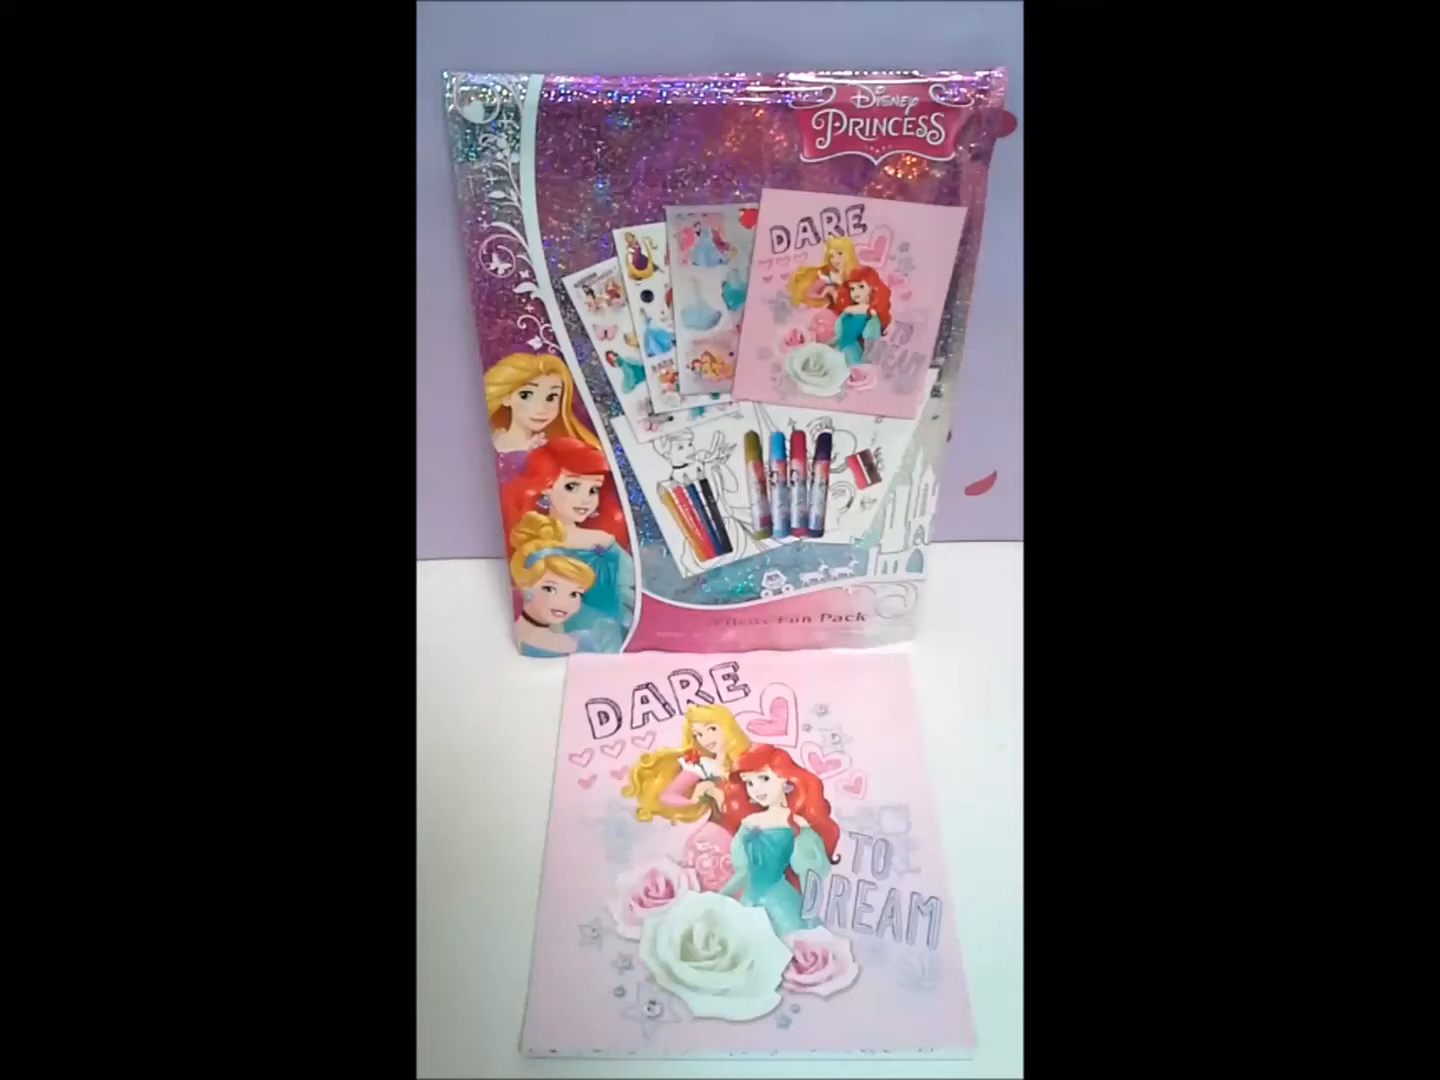 Disney
PRINCESS
DARE
TO
DREAM
Fun Pack
DARE
TO
DREAM